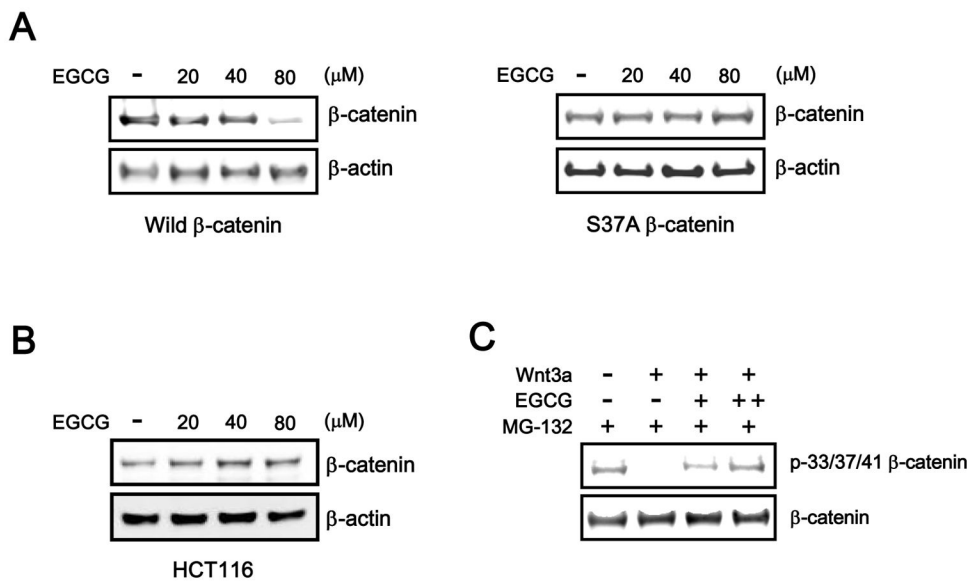 A
EGCG - 20 40 80 (μM)
β-catenin
β-actin
Wild β-catenin
EGCG - 20 40 80 (μM)
β-catenin
β-actin
S37A β-catenin
B
EGCG - 20 40 80 (μM)
β-catenin
β-actin
HCT116
C
Wnt3a - + + +
EGCG - - + ++
MG-132 + + + +
p-33/37/41 β-catenin
β-catenin